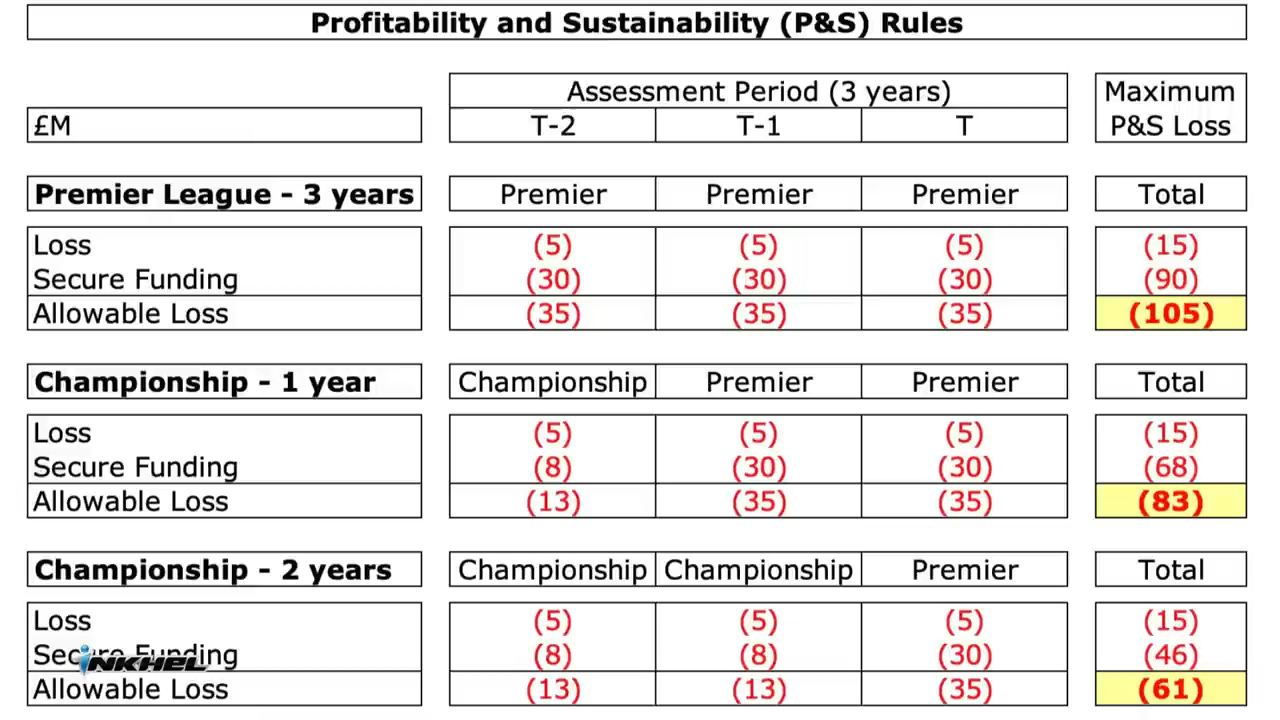 Profitability and Sustainability (P&S) Rules
Assessment Period (3 years) Maximum
£M T-2 T-1 T P&S Loss
Premier League - 3 years Premier Premier Premier Total
Loss (5) (5) (5) (15)
Secure Funding (30) (30) (30) (90)
Allowable Loss (35) (35) (35) (105)
Championship - 1 year Championship Premier Premier Total
Loss (5) (5) (5) (15)
Secure Funding (8) (30) (30) (68)
Allowable Loss (13) (35) (35) (83)
Championship - 2 years Championship Championship Premier Total
Loss (5) (5) (5) (15)
Secure Funding (8) (8) (30) (46)
iNKHEL
Allowable Loss (13) (13) (35) (61)